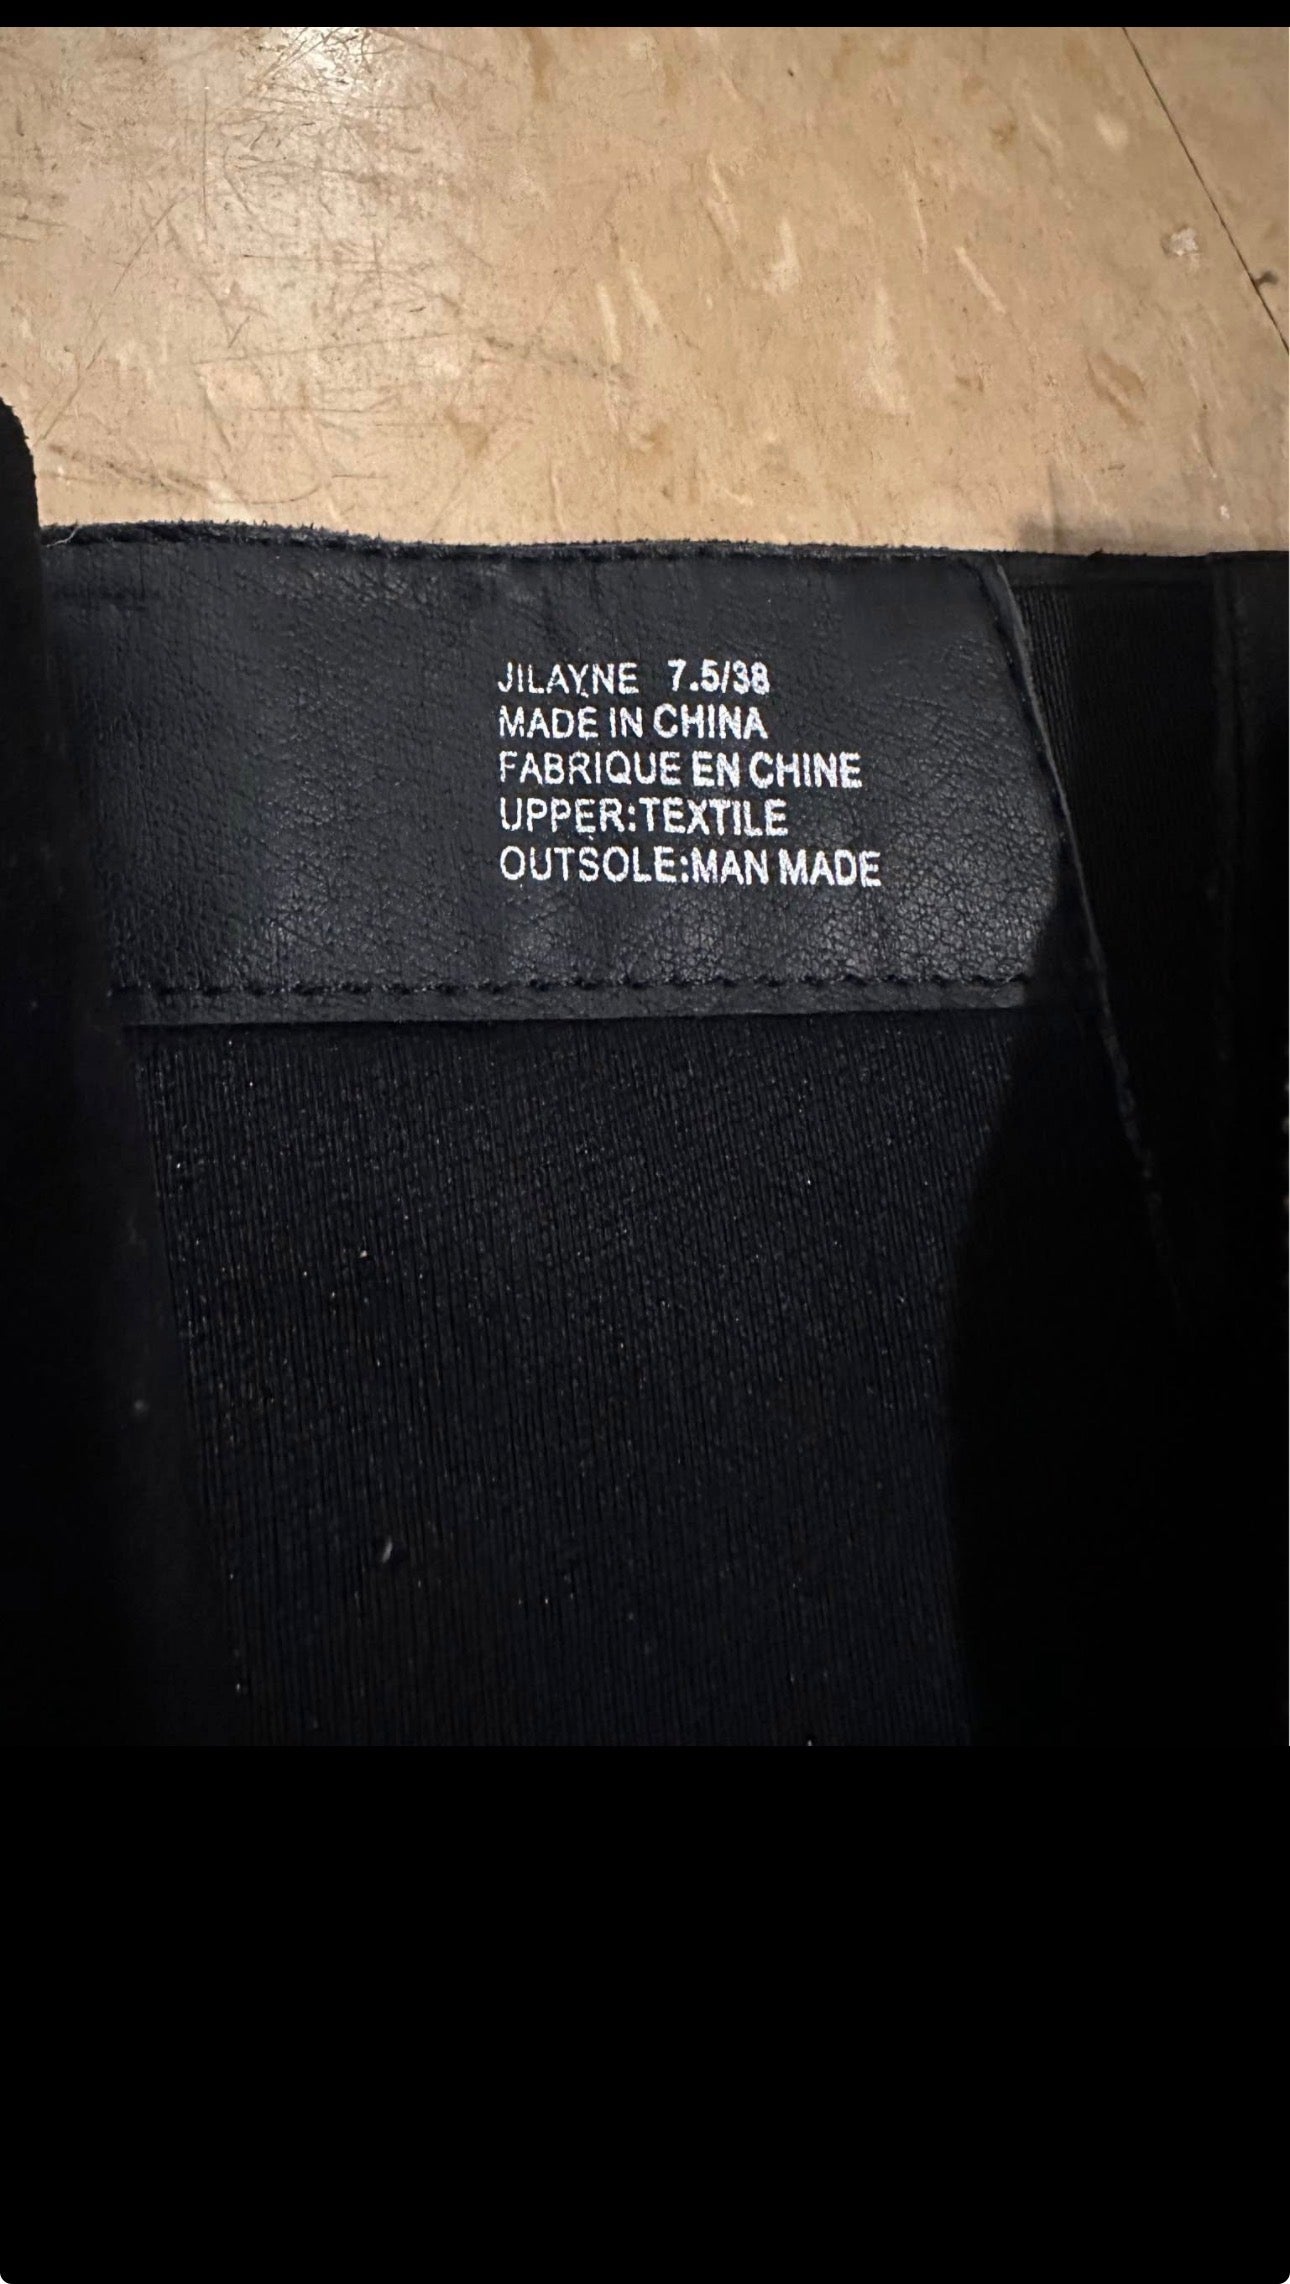 JILAYNE 7.5/38
MADE IN CHINA
FABRIQUE EN CHINE
UPPER:TEXTILE
OUTSOLE:MAN MADE